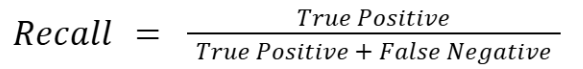 Recall = True Positive / True Positive + False Negative